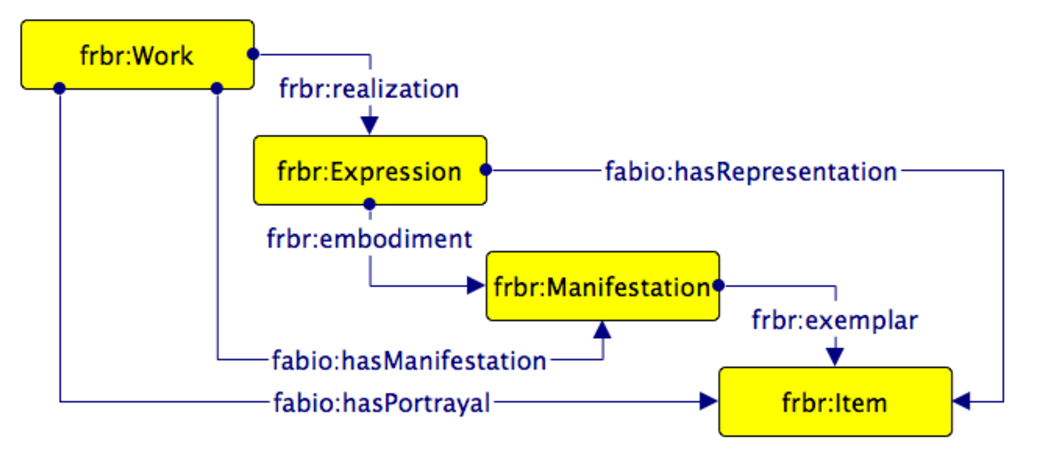 frbr:Work
frbr:realization
frbr:Expression
fabio:hasRepresentation
frbr:embodiment
frbr:Manifestation
frbr:exemplar
fabio:hasManifestation
fabio:hasPortrayal
frbr:Item